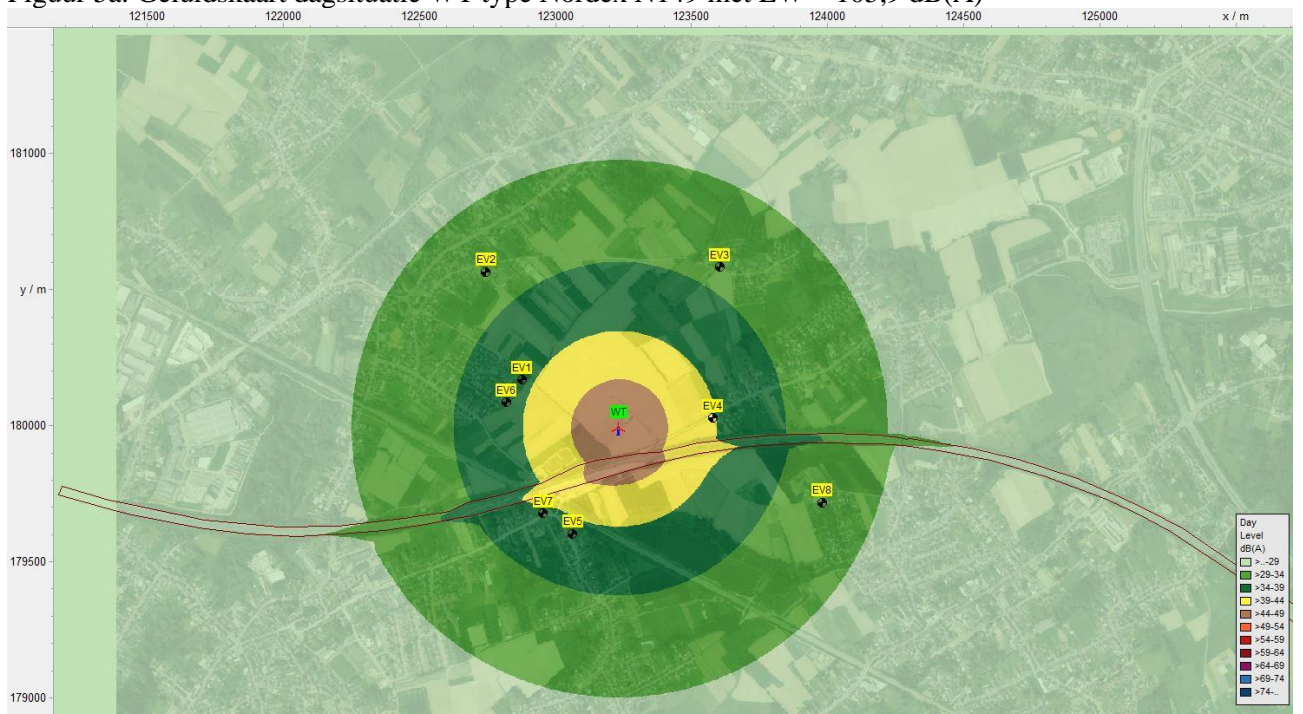 Figuur 5a: Geluidskaart dagsituatie WT type Nordex N149 met LW = 105,9 dB(A)
121500 122000 122500 123000 123500 124000 124500 125000 x / m
181000
EV3
EV2
y / m
EV1
EV6
EV4
WT
180000
EV8
EV7
EV5
179500
179000
Day
Level
dB(A)
>..-29
>29-34
>34-39
>39-44
>44-49
>49-54
>54-59
>59-64
>64-69
>69-74
>74-..